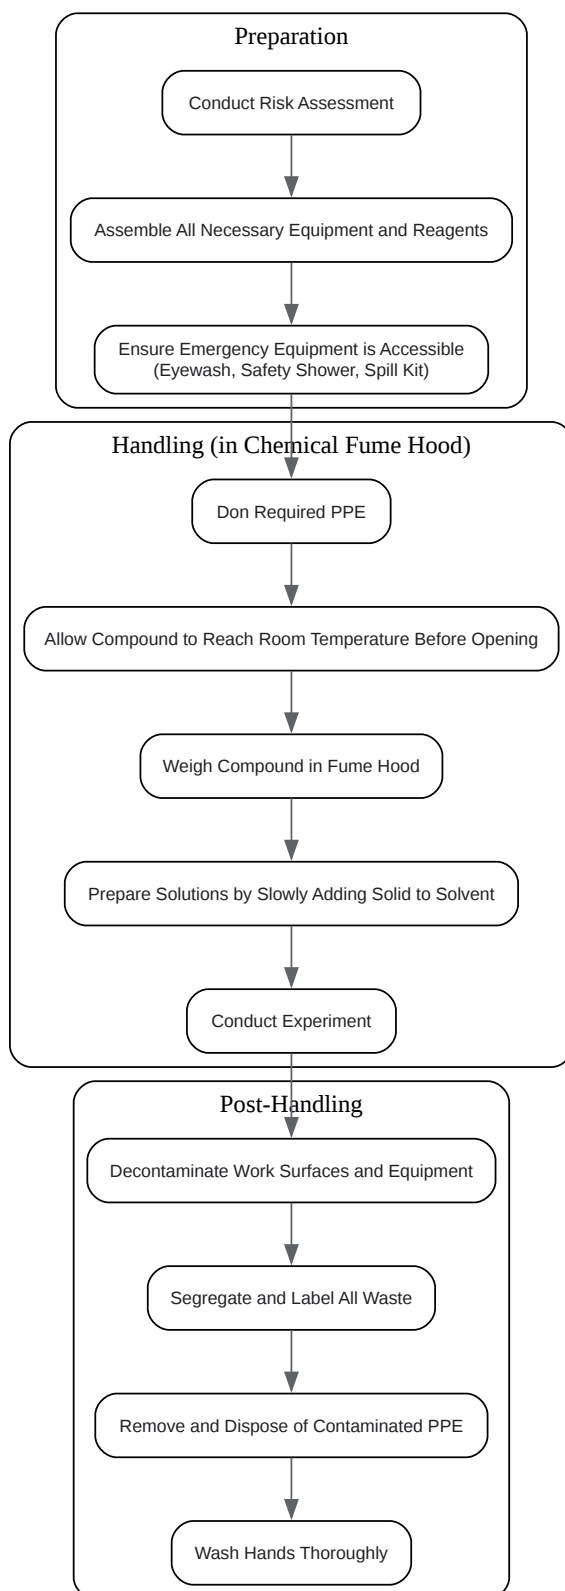 Preparation
Conduct Risk Assessment
Assemble All Necessary Equipment and Reagents
Ensure Emergency Equipment is Accessible
(Eyewash, Safety Shower, Spill Kit)
Handling (in Chemical Fume Hood)
Don Required PPE
Allow Compound to Reach Room Temperature Before Opening
Weigh Compound in Fume Hood
Prepare Solutions by Slowly Adding Solid to Solvent
Conduct Experiment
Post-Handling
Decontaminate Work Surfaces and Equipment
Segregate and Label All Waste
Remove and Dispose of Contaminated PPE
Wash Hands Thoroughly